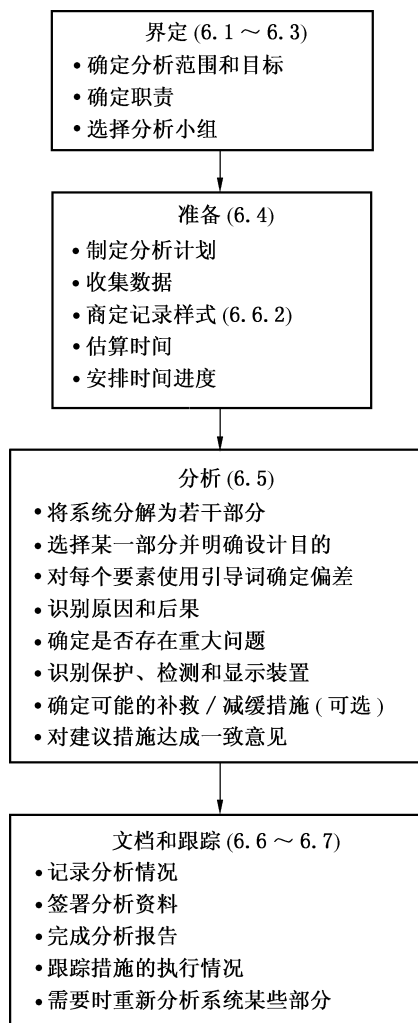 界定 (6.1～6.3)
• 确定分析范围和目标
• 确定职责
• 选择分析小组
准备 (6.4)
• 制定分析计划
• 收集数据
• 商定记录样式 (6.6.2)
• 估算时间
• 安排时间进度
分析 (6.5)
• 将系统分解为若干部分
• 选择某一部分并明确设计目的
• 对每个要素使用引导词确定偏差
• 识别原因和后果
• 确定是否存在重大问题
• 识别保护、检测和显示装置
• 确定可能的补救 / 减缓措施 ( 可选 )
• 对建议措施达成一致意见
文档和跟踪 (6.6～6.7)
• 记录分析情况
• 签署分析资料
• 完成分析报告
• 跟踪措施的执行情况
• 需要时重新分析系统某些部分